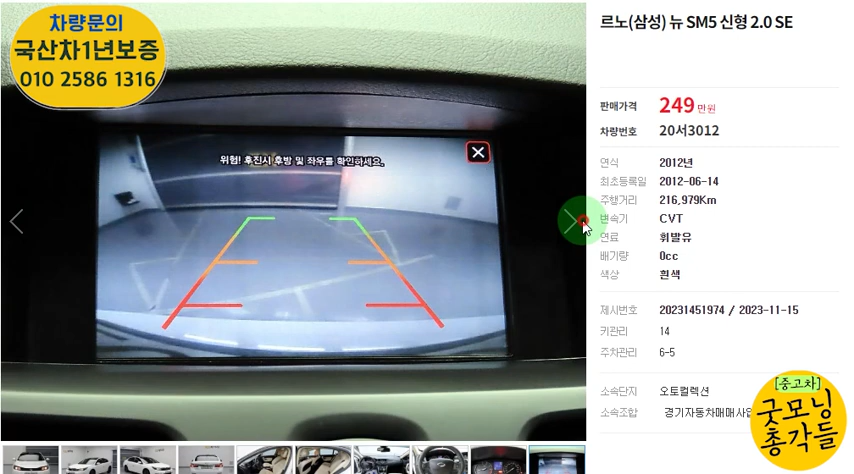 차량문의
국산차1년보증
010 2586 1316
위험! 후진시 후방 및 좌우를 확인하세요.
르노(삼성) 뉴 SM5 신형 2.0 SE
판매가격 249 만원
차량번호 20서3012
연식 2012년
최초등록일 2012-06-14
주행거리 216,979Km
변속기 CVT
연료 휘발유
배기량 0cc
색상 흰색
제시번호 20231451974 / 2023-11-15
키관리 14
주차관리 6-5
소속단지 오토컬렉션
소속조합 경기자동차매매사업
[중고차]
굿모닝
총각들